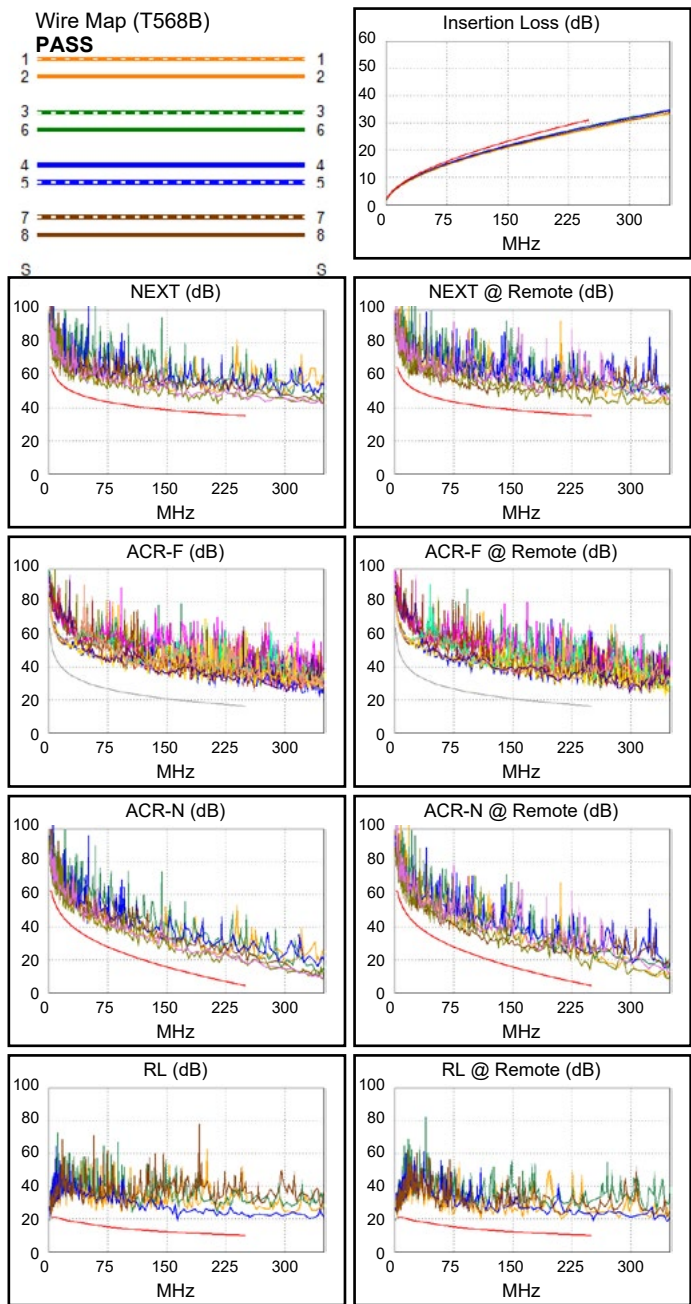 Wire Map (T568B)
PASS
1 1
2 2
3 3
6 6
4 4
5 5
7 7
8 8
S S
Insertion Loss (dB)
60
50
40
30
20
10
0
0 75 150 225 300
MHz
NEXT (dB)
100
80
60
40
20
0
0 75 150 225 300
MHz
NEXT @ Remote (dB)
100
80
60
40
20
0
0 75 150 225 300
MHz
ACR-F (dB)
100
80
60
40
20
0
0 75 150 225 300
MHz
ACR-F @ Remote (dB)
100
80
60
40
20
0
0 75 150 225 300
MHz
ACR-N (dB)
100
80
60
40
20
0
0 75 150 225 300
MHz
ACR-N @ Remote (dB)
100
80
60
40
20
0
0 75 150 225 300
MHz
RL (dB)
100
80
60
40
20
0
0 75 150 225 300
MHz
RL @ Remote (dB)
100
80
60
40
20
0
0 75 150 225 300
MHz